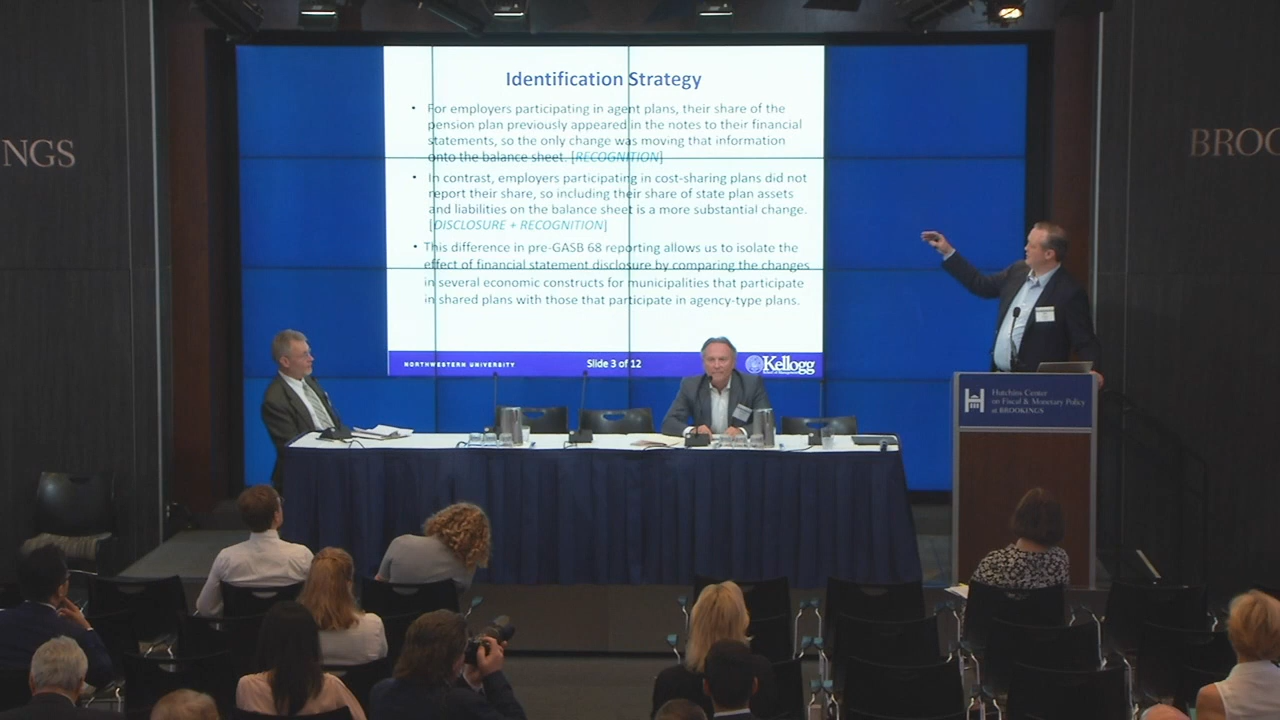 Identification Strategy
• For employers participating in agent plans, their share of the
pension plan previously appeared in the notes to their financial
statements, so the only change was moving that information
onto the balance sheet. [RECOGNITION]
• In contrast, employers participating in cost-sharing plans did not
report their share, so including their share of state plan assets
and liabilities on the balance sheet is a more substantial change.
[DISCLOSURE + RECOGNITION]
• This difference in pre-GASB 68 reporting allows us to isolate the
effect of financial statement disclosure by comparing the changes
in several economic constructs for municipalities that participate
in shared plans with those that participate in agency-type plans.
NORTHWESTERN UNIVERSITY
Slide 3 of 12
Kellogg
School of Management
NGS
BROO
Hutchins Center
on Fiscal & Monetary Policy
at BROOKINGS